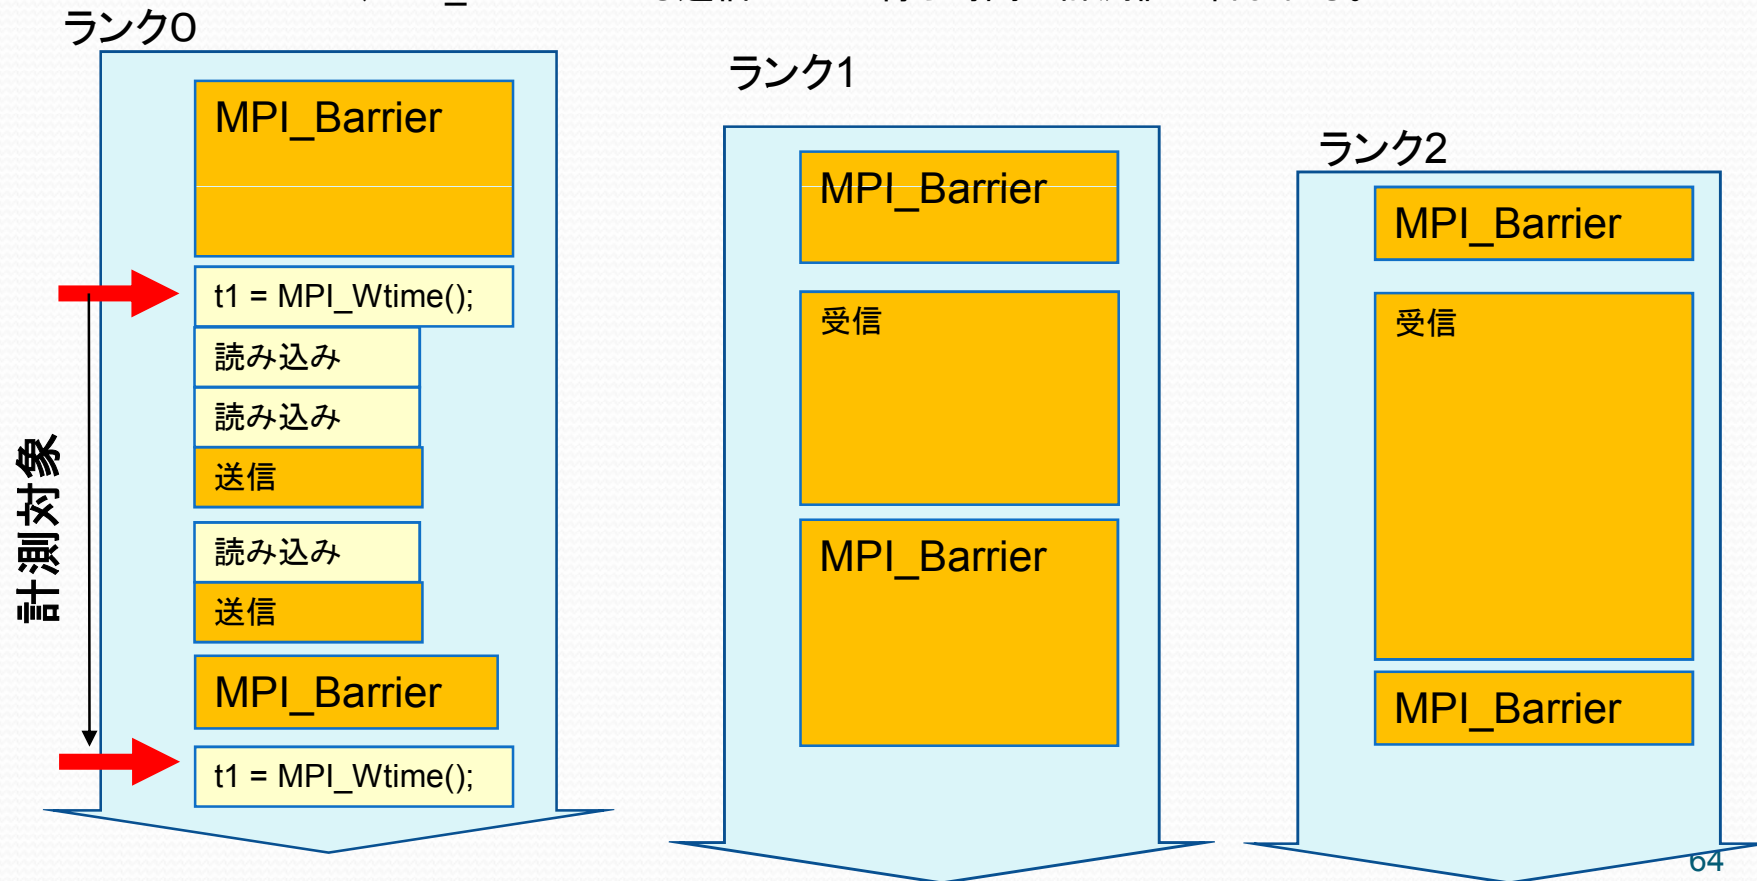 ランク0
MPI_Barrier
t1 = MPI_Wtime();
読み込み
読み込み
送信
読み込み
送信
MPI_Barrier
t1 = MPI_Wtime();
計測対象
ランク1
MPI_Barrier
受信
MPI_Barrier
ランク2
MPI_Barrier
受信
MPI_Barrier
64